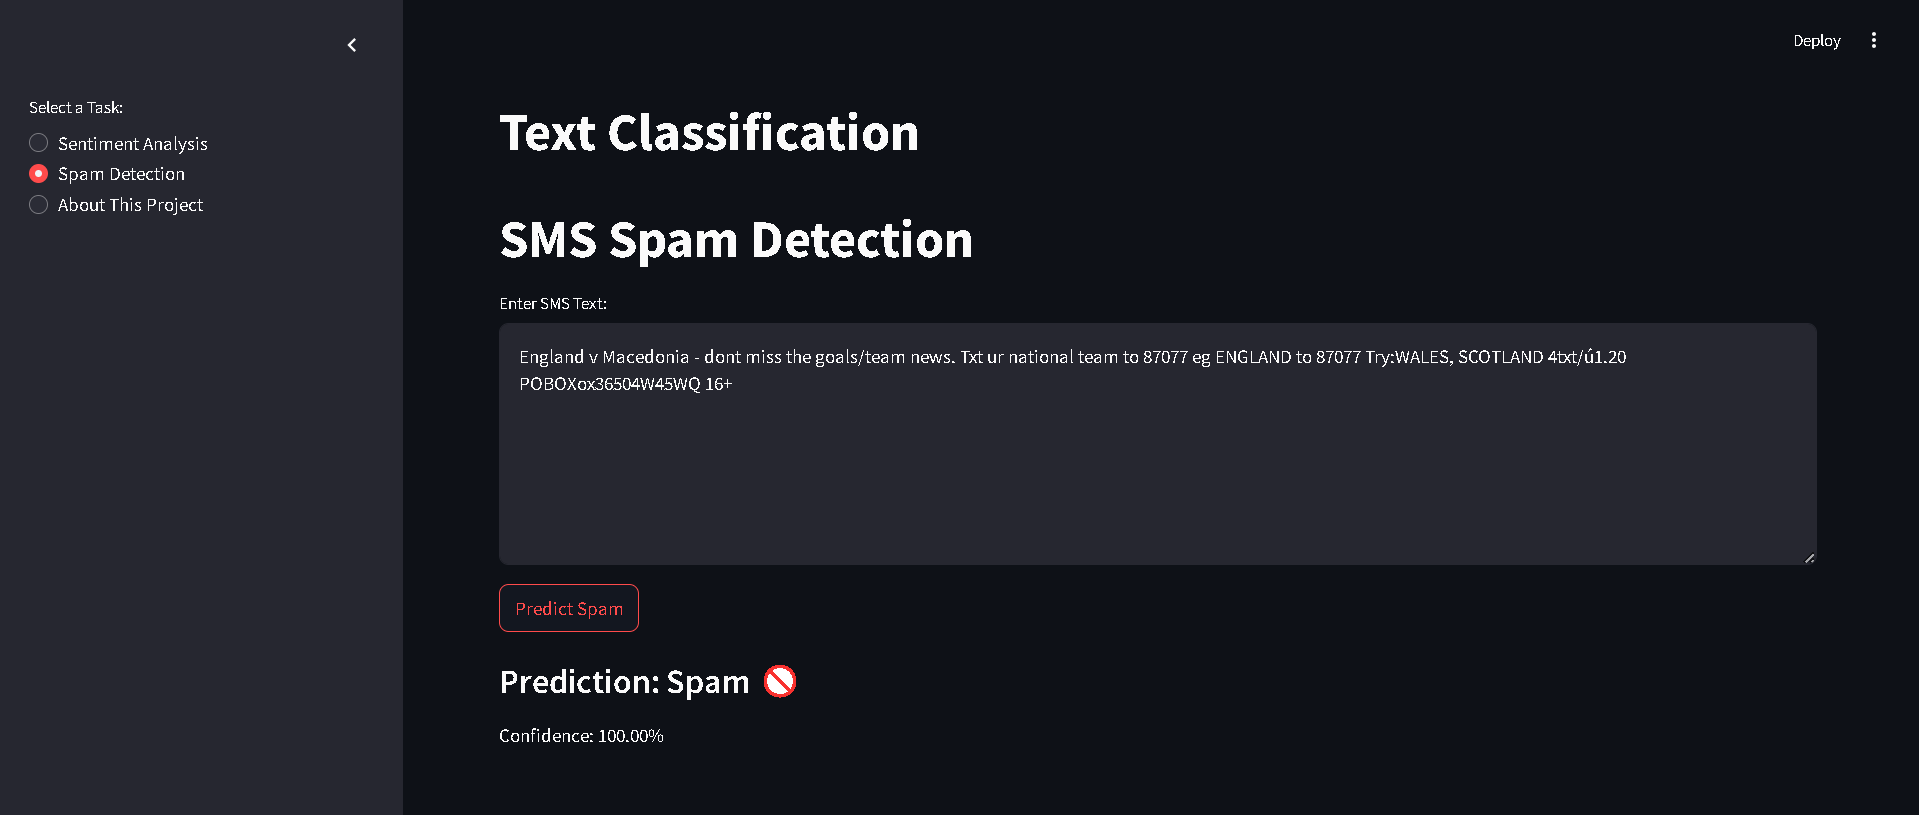 Deploy
Select a Task:
Sentiment Analysis
Spam Detection
About This Project
Text Classification
SMS Spam Detection
Enter SMS Text:
England v Macedonia - dont miss the goals/team news. Txt ur national team to 87077 eg ENGLAND to 87077 Try:WALES, SCOTLAND 4txt/ú1.20
POBOXox36504W45WQ 16+
Predict Spam
Prediction: Spam 🚫
Confidence: 100.00%